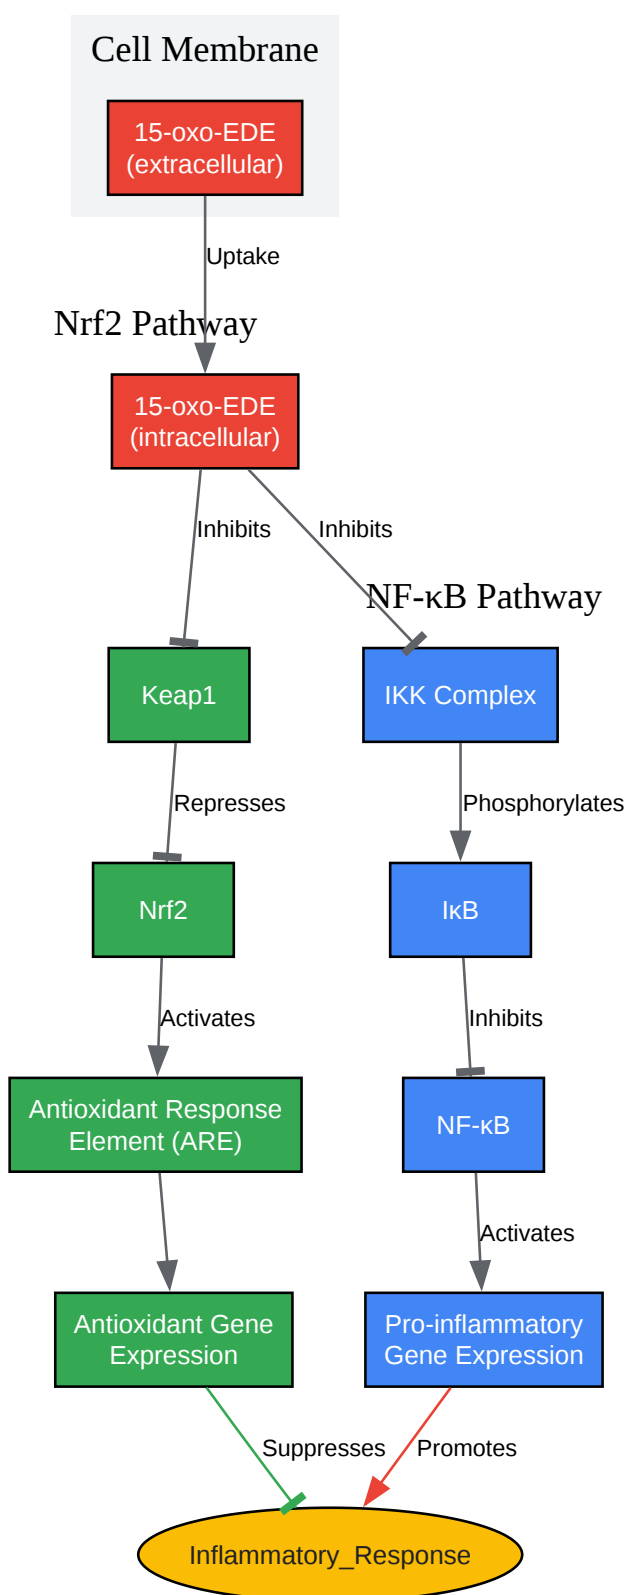 Cell Membrane
15-oxo-EDE
(extracellular)
Uptake
Nrf2 Pathway
15-oxo-EDE
(intracellular)
Inhibits
Inhibits
NF-κB Pathway
Keap1
IKK Complex
Represses
Phosphorylates
Nrf2
IκB
Activates
Inhibits
Antioxidant Response
Element (ARE)
NF-κB
Activates
Antioxidant Gene
Expression
Pro-inflammatory
Gene Expression
Suppresses
Promotes
Inflammatory_Response